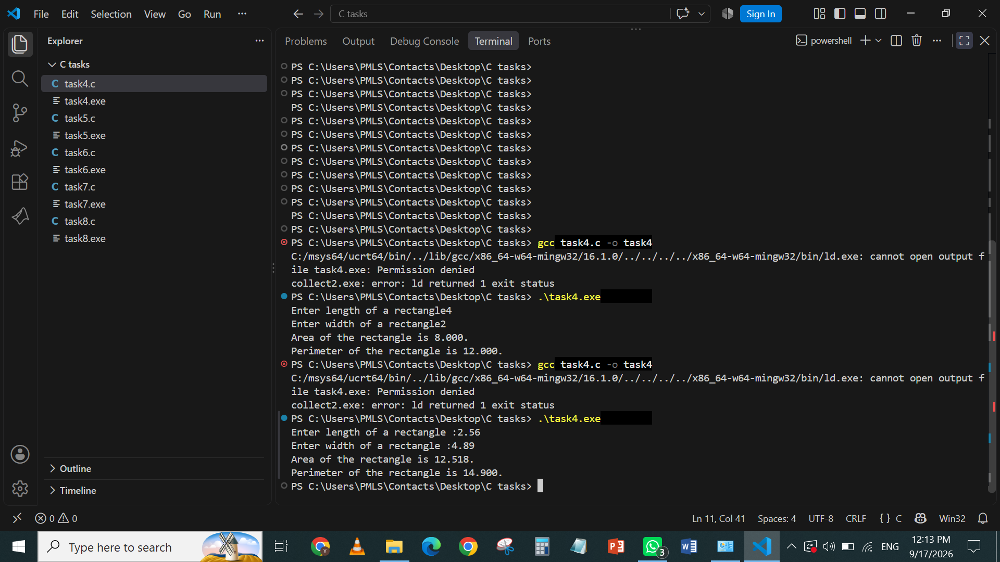 File Edit Selection View Go Run ···
C tasks
Sign In
Explorer
C tasks
C task4.c
task4.exe
C task5.c
task5.exe
C task6.c
task6.exe
C task7.c
task7.exe
C task8.c
task8.exe
Outline
Timeline
Problems Output Debug Console Terminal Ports
powershell
PS C:\Users\PMLS\Contacts\Desktop\C tasks>
PS C:\Users\PMLS\Contacts\Desktop\C tasks>
PS C:\Users\PMLS\Contacts\Desktop\C tasks>
PS C:\Users\PMLS\Contacts\Desktop\C tasks>
PS C:\Users\PMLS\Contacts\Desktop\C tasks>
PS C:\Users\PMLS\Contacts\Desktop\C tasks>
PS C:\Users\PMLS\Contacts\Desktop\C tasks>
PS C:\Users\PMLS\Contacts\Desktop\C tasks>
PS C:\Users\PMLS\Contacts\Desktop\C tasks>
PS C:\Users\PMLS\Contacts\Desktop\C tasks>
PS C:\Users\PMLS\Contacts\Desktop\C tasks>
PS C:\Users\PMLS\Contacts\Desktop\C tasks>
PS C:\Users\PMLS\Contacts\Desktop\C tasks>
PS C:\Users\PMLS\Contacts\Desktop\C tasks> gcc task4.c -o task4
C:/msys64/ucrt64/bin/../lib/gcc/x86_64-w64-mingw32/16.1.0/../../../../x86_64-w64-mingw32/bin/ld.exe: cannot open output f
ile task4.exe: Permission denied
collect2.exe: error: ld returned 1 exit status
PS C:\Users\PMLS\Contacts\Desktop\C tasks> .\task4.exe
Enter length of a rectangle4
Enter width of a rectangle2
Area of the rectangle is 8.000.
Perimeter of the rectangle is 12.000.
PS C:\Users\PMLS\Contacts\Desktop\C tasks> gcc task4.c -o task4
C:/msys64/ucrt64/bin/../lib/gcc/x86_64-w64-mingw32/16.1.0/../../../../x86_64-w64-mingw32/bin/ld.exe: cannot open output f
ile task4.exe: Permission denied
collect2.exe: error: ld returned 1 exit status
PS C:\Users\PMLS\Contacts\Desktop\C tasks> .\task4.exe
Enter length of a rectangle :2.56
Enter width of a rectangle :4.89
Area of the rectangle is 12.518.
Perimeter of the rectangle is 14.900.
PS C:\Users\PMLS\Contacts\Desktop\C tasks>
0 0
Ln 11, Col 41 Spaces: 4 UTF-8 CRLF { } C Win32
Type here to search
Y
P
3
W
ENG
12:13 PM
9/17/2026